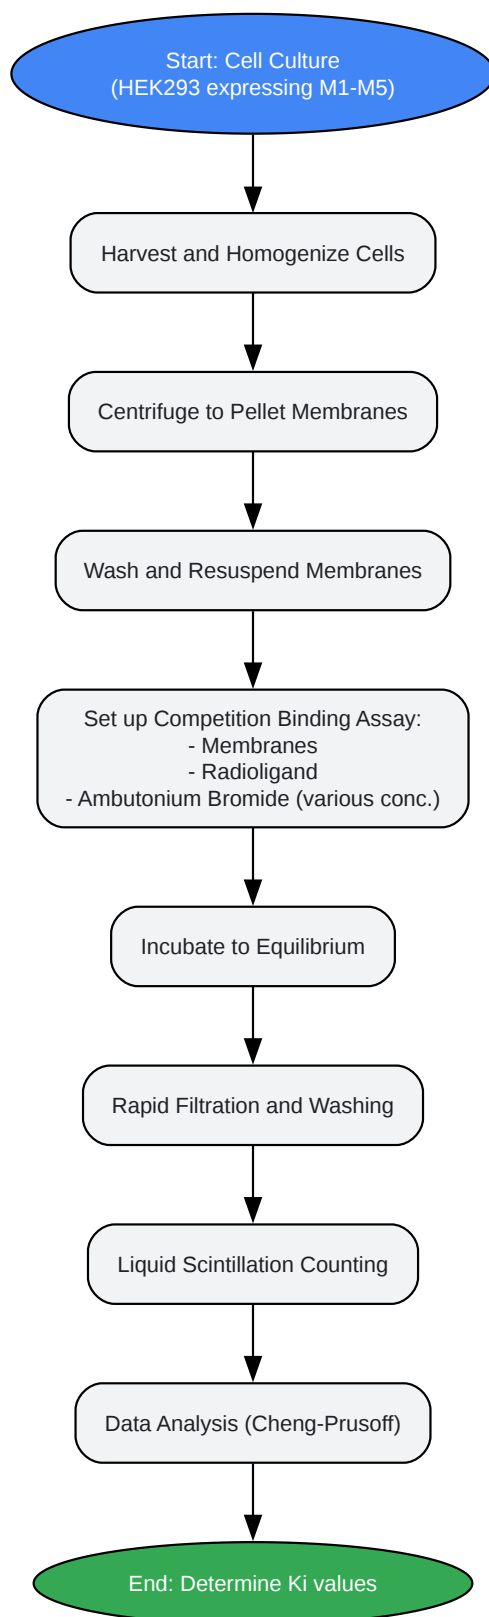 Start: Cell Culture
(HEK293 expressing M1-M5)
Harvest and Homogenize Cells
Centrifuge to Pellet Membranes
Wash and Resuspend Membranes
Set up Competition Binding Assay:
- Membranes
- Radioligand
- Ambutonium Bromide (various conc.)
Incubate to Equilibrium
Rapid Filtration and Washing
Liquid Scintillation Counting
Data Analysis (Cheng-Prusoff)
End: Determine Ki values